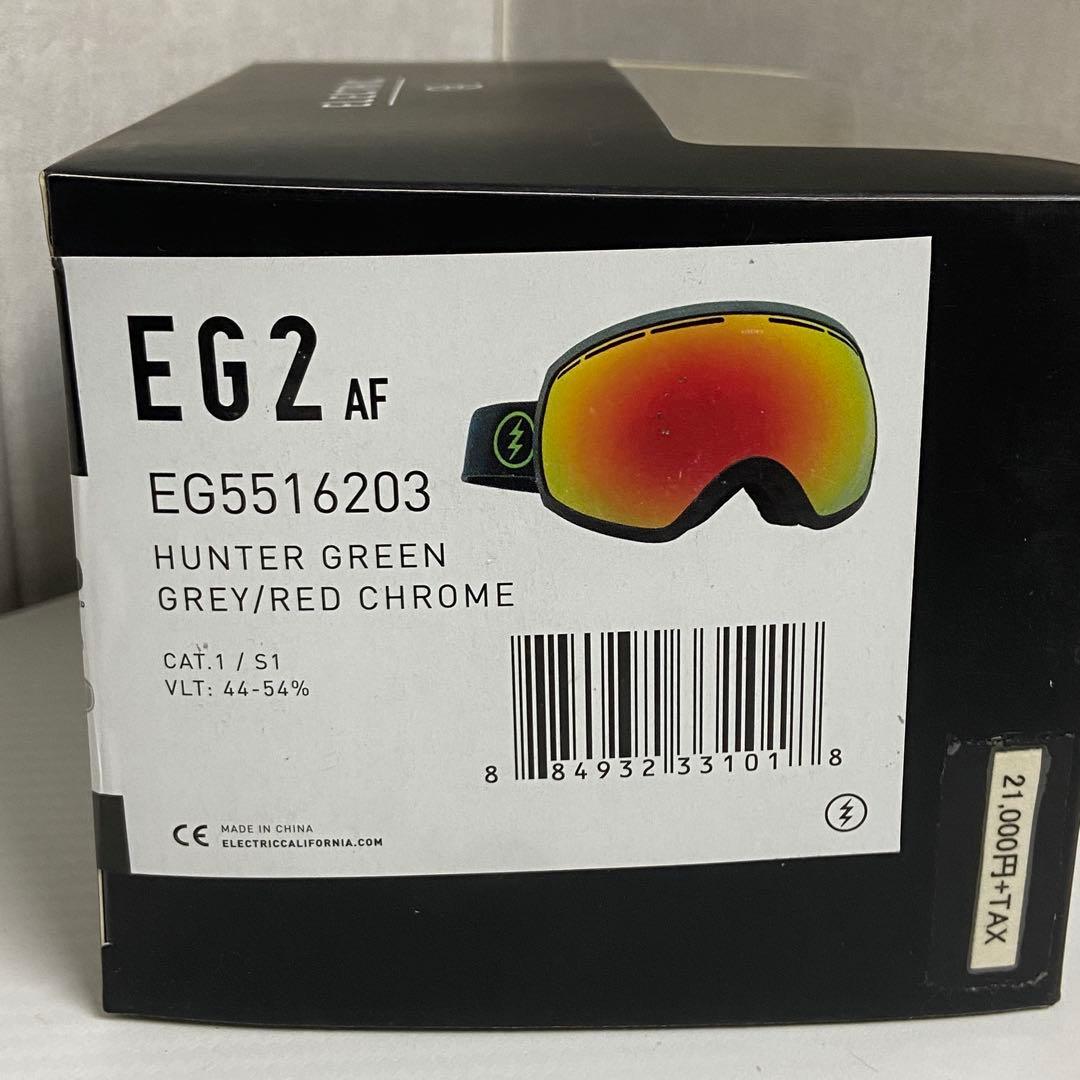 ELECTRIC
EG2 AF
EG5516203
HUNTER GREEN
GREY/RED CHROME
CAT.1 / S1
VLT: 44-54%
8 84932 33101 8
CE MADE IN CHINA
ELECTRICCALIFORNIA.COM
21,000円+TAX